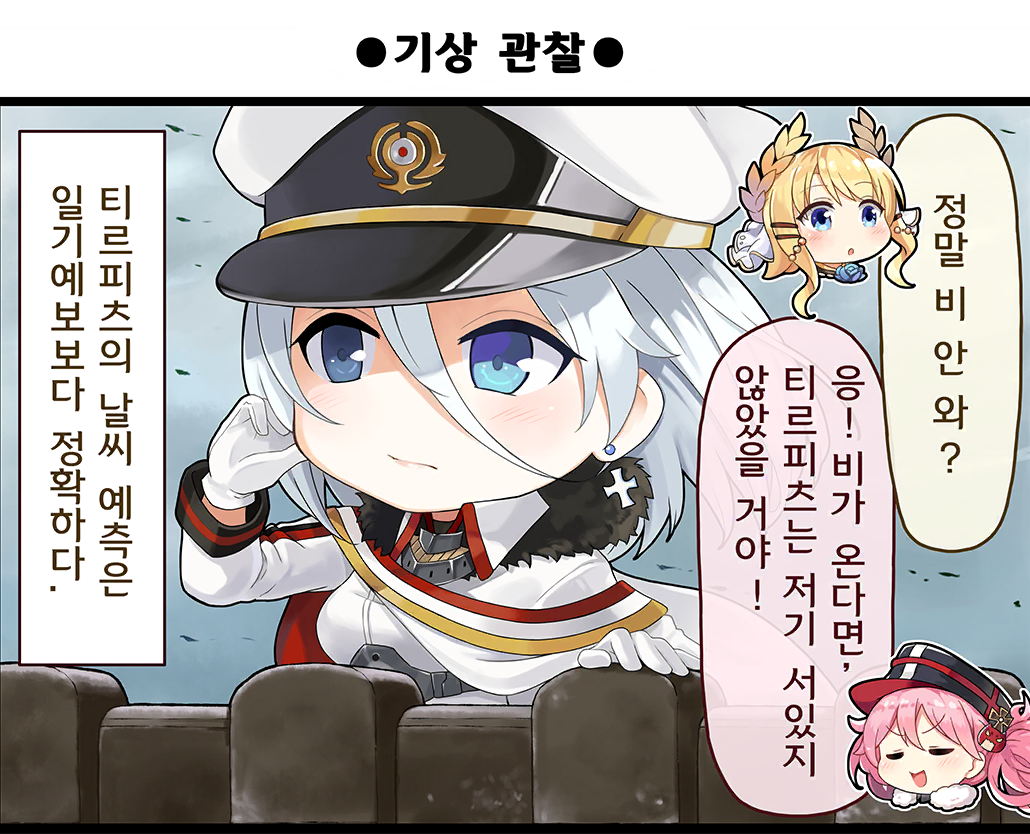 ●기상 관찰●
정말 비 안 와?
응! 비가 온다면,
티르피츠는 저기 서있지
않았을 거야!
티르피츠의 날씨 예측은
일기예보보다 정확하다.